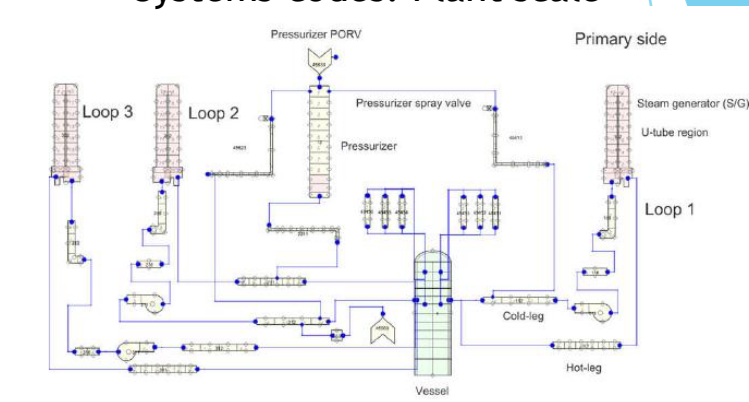 Systems codes: Plant scale
Pressurizer PORV
Primary side
Loop 3
Loop 2
Pressurizer spray valve
Steam generator (S/G)
U-tube region
Pressurizer
Loop 1
Cold-leg
Hot-leg
Vessel